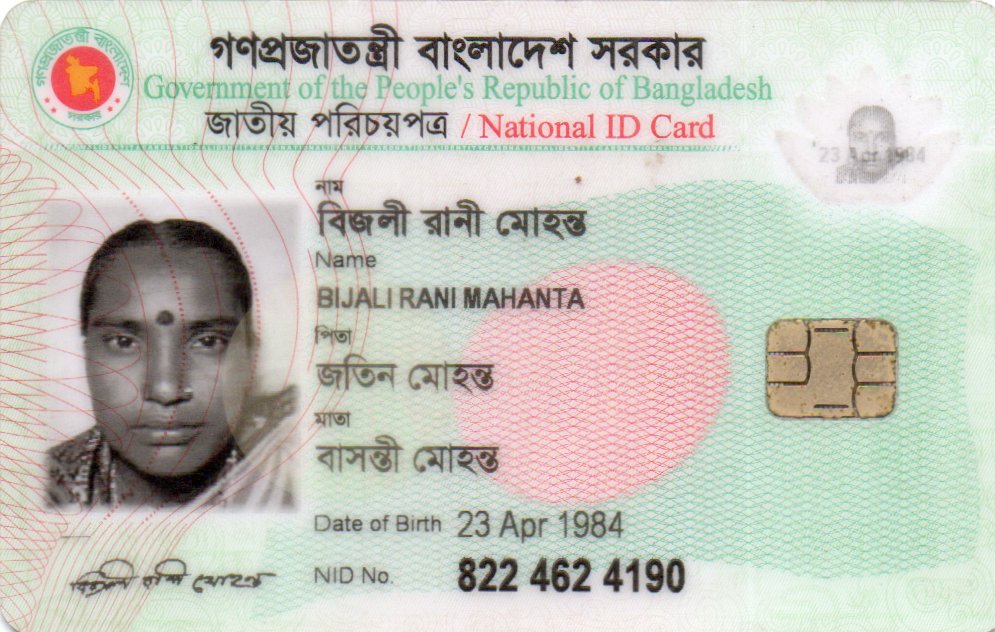 গণপ্রজাতন্ত্রী বাংলাদেশ
সরকার
গণপ্রজাতন্ত্রী বাংলাদেশ সরকার
Government of the People's Republic of Bangladesh
জাতীয় পরিচয়পত্র / National ID Card
23 Apr 1984
নাম
বিজলী রানী মোহন্ত
Name
BIJALI RANI MAHANTA
পিতা
জতিন মোহন্ত
মাতা
বাসন্তী মোহন্ত
Date of Birth 23 Apr 1984
NID No. 822 462 4190
বিজলী রানী মোহন্ত